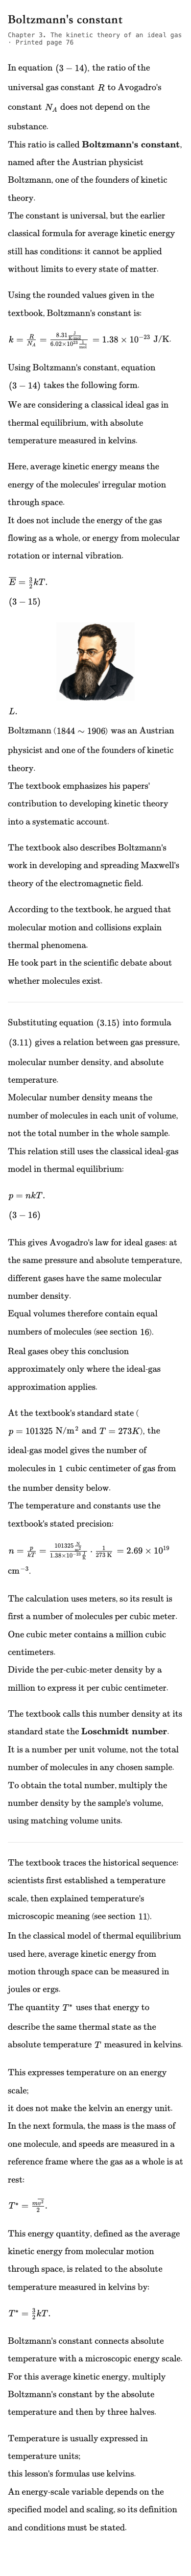 Boltzmann's constant
Chapter 3. The kinetic theory of an ideal gas
· Printed page 76
In equation (3 − 14), the ratio of the
universal gas constant R to Avogadro's
constant N_A does not depend on the
substance.
This ratio is called Boltzmann's constant,
named after the Austrian physicist
Boltzmann, one of the founders of kinetic
theory.
The constant is universal, but the earlier
classical formula for average kinetic energy
still has conditions: it cannot be applied
without limits to every state of matter.
Using the rounded values given in the
textbook, Boltzmann's constant is:
k = R/N_A = 8.31 J/(K·mol) / 6.02×10^23 1/mol = 1.38 × 10^−23 J/K.
Using Boltzmann's constant, equation
(3 − 14) takes the following form.
We are considering a classical ideal gas in
thermal equilibrium, with absolute
temperature measured in kelvins.
Here, average kinetic energy means the
energy of the molecules' irregular motion
through space.
It does not include the energy of the gas
flowing as a whole, or energy from molecular
rotation or internal vibration.
E̅ = 3/2 kT.
(3 − 15)
L.
Boltzmann (1844 ∼ 1906) was an Austrian
physicist and one of the founders of kinetic
theory.
The textbook emphasizes his papers'
contribution to developing kinetic theory
into a systematic account.
The textbook also describes Boltzmann's
work in developing and spreading Maxwell's
theory of the electromagnetic field.
According to the textbook, he argued that
molecular motion and collisions explain
thermal phenomena.
He took part in the scientific debate about
whether molecules exist.
Substituting equation (3.15) into formula
(3.11) gives a relation between gas pressure,
molecular number density, and absolute
temperature.
Molecular number density means the
number of molecules in each unit of volume,
not the total number in the whole sample.
This relation still uses the classical ideal-gas
model in thermal equilibrium:
p = nkT.
(3 − 16)
This gives Avogadro's law for ideal gases: at
the same pressure and absolute temperature,
different gases have the same molecular
number density.
Equal volumes therefore contain equal
numbers of molecules (see section 16).
Real gases obey this conclusion
approximately only where the ideal-gas
approximation applies.
At the textbook's standard state (
p = 101325 N/m² and T = 273K), the
ideal-gas model gives the number of
molecules in 1 cubic centimeter of gas from
the number density below.
The temperature and constants use the
textbook's stated precision:
n = p/kT = 101325 N/m² / 1.38×10^−23 J/K · 1/273 K = 2.69 × 10^19
cm^−3.
The calculation uses meters, so its result is
first a number of molecules per cubic meter.
One cubic meter contains a million cubic
centimeters.
Divide the per-cubic-meter density by a
million to express it per cubic centimeter.
The textbook calls this number density at its
standard state the Loschmidt number.
It is a number per unit volume, not the total
number of molecules in any chosen sample.
To obtain the total number, multiply the
number density by the sample's volume,
using matching volume units.
The textbook traces the historical sequence:
scientists first established a temperature
scale, then explained temperature's
microscopic meaning (see section 11).
In the classical model of thermal equilibrium
used here, average kinetic energy from
motion through space can be measured in
joules or ergs.
The quantity T* uses that energy to
describe the same thermal state as the
absolute temperature T measured in kelvins.
This expresses temperature on an energy
scale;
it does not make the kelvin an energy unit.
In the next formula, the mass is the mass of
one molecule, and speeds are measured in a
reference frame where the gas as a whole is at
rest:
T* = mv̅²/2.
This energy quantity, defined as the average
kinetic energy from molecular motion
through space, is related to the absolute
temperature measured in kelvins by:
T* = 3/2 kT.
Boltzmann's constant connects absolute
temperature with a microscopic energy scale.
For this average kinetic energy, multiply
Boltzmann's constant by the absolute
temperature and then by three halves.
Temperature is usually expressed in
temperature units;
this lesson's formulas use kelvins.
An energy-scale variable depends on the
specified model and scaling, so its definition
and conditions must be stated.